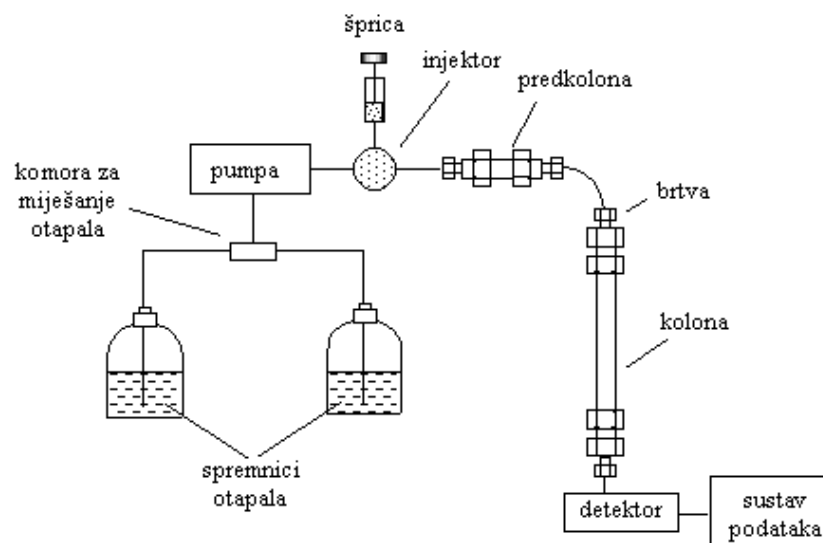 šprica
injektor
predkolona
pumpa
komora za
miješanje
otapala
brtva
kolona
spremnici
otapala
detektor
sustav
podataka